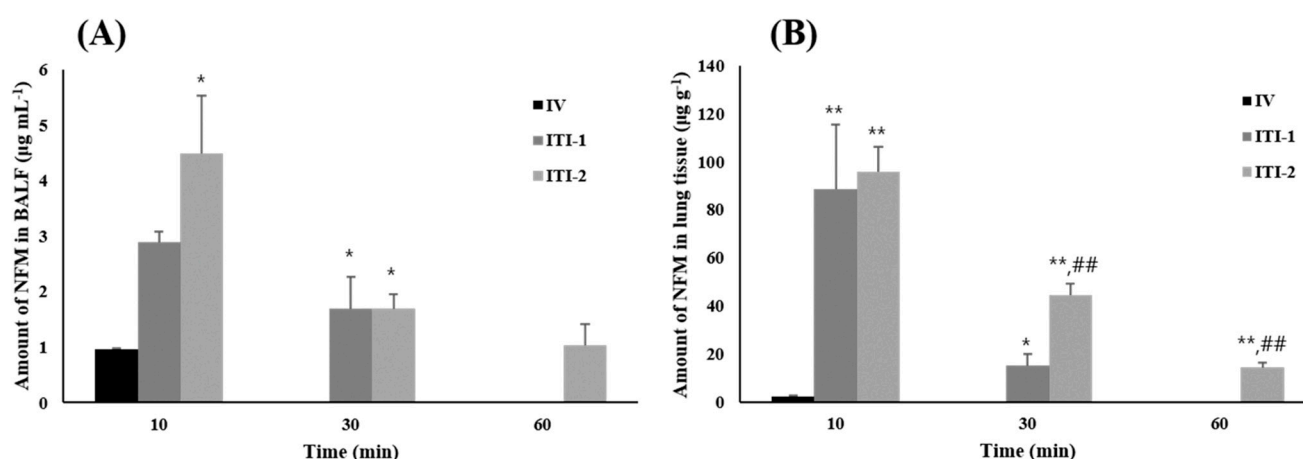 (A)
Amount of NFM in BALF (µg mL⁻¹)
6
5
4
3
2
1
0
*
*
*
IV
ITI-1
ITI-2
10
30
60
Time (min)
(B)
Amount of NFM in lung tissue (µg g⁻¹)
140
120
100
80
60
40
20
0
**
**
*
**,##
**,##
IV
ITI-1
ITI-2
10
30
60
Time (min)